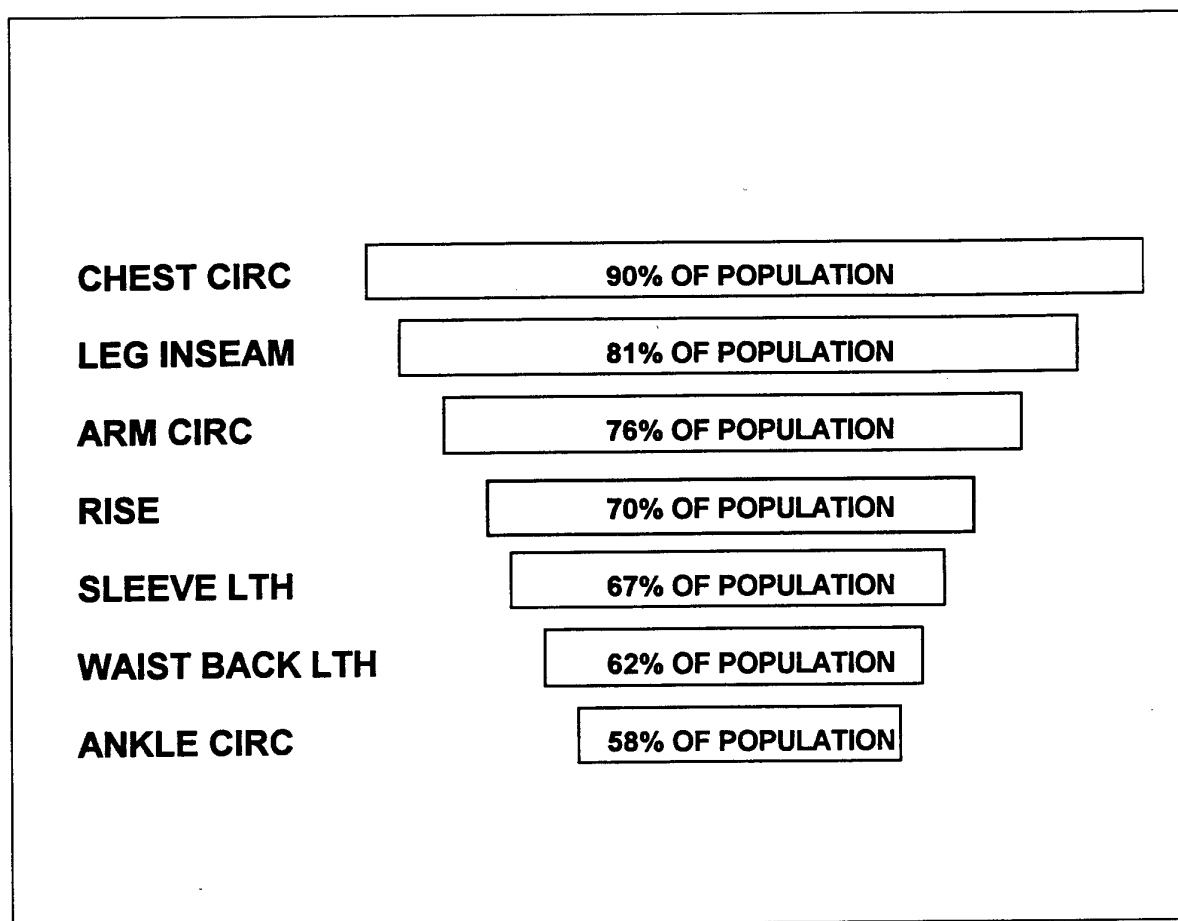 CHEST CIRC 90% OF POPULATION
LEG INSEAM 81% OF POPULATION
ARM CIRC 76% OF POPULATION
RISE 70% OF POPULATION
SLEEVE LTH 67% OF POPULATION
WAIST BACK LTH 62% OF POPULATION
ANKLE CIRC 58% OF POPULATION